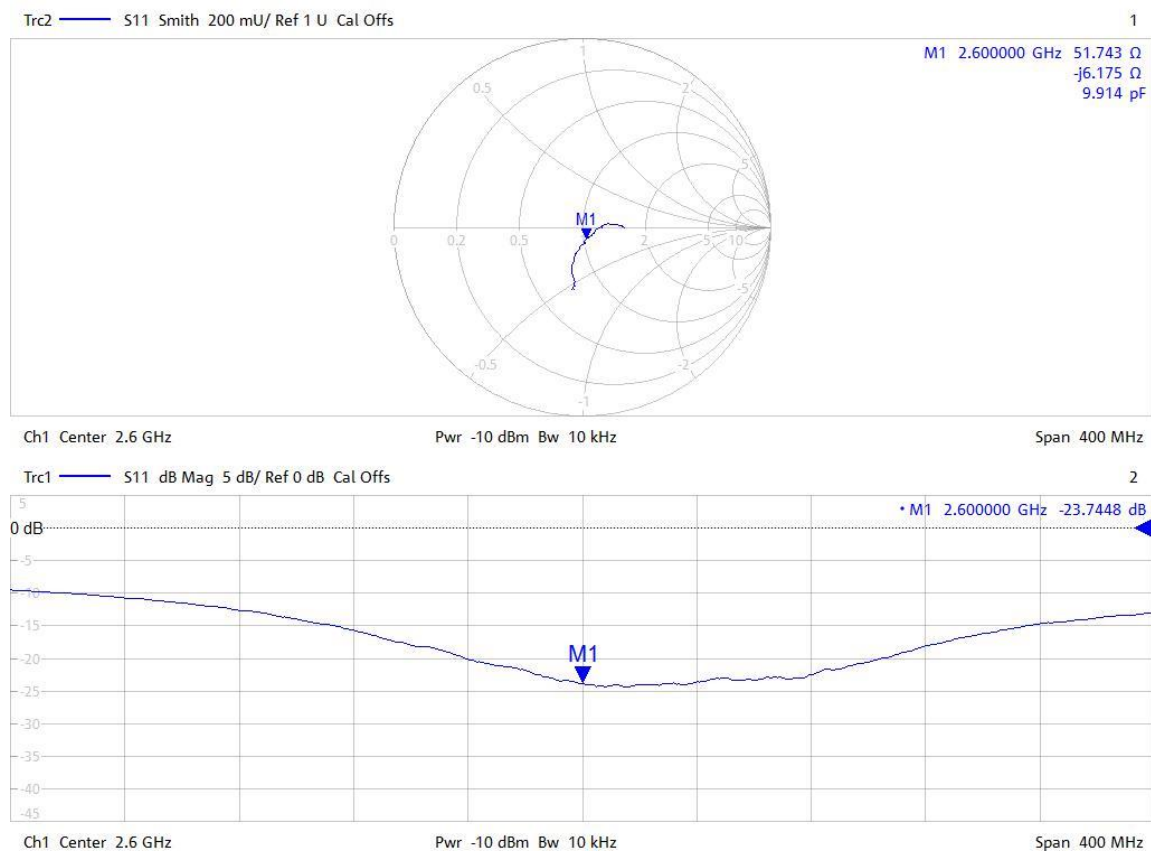 Trc2 S11 Smith 200 mU/ Ref 1 U Cal Offs 1
M1 2.600000 GHz 51.743 Ω
-j6.175 Ω
9.914 pF
1
0.5 2
5
M1
0 0.2 0.5 2 5 10
-5
-0.5 -2
-1
Ch1 Center 2.6 GHz Pwr -10 dBm Bw 10 kHz Span 400 MHz
Trc1 S11 dB Mag 5 dB/ Ref 0 dB Cal Offs 2
5
• M1 2.600000 GHz -23.7448 dB
0 dB
-5
-10
-15
M1
-20
-25
-30
-35
-40
-45
Ch1 Center 2.6 GHz Pwr -10 dBm Bw 10 kHz Span 400 MHz